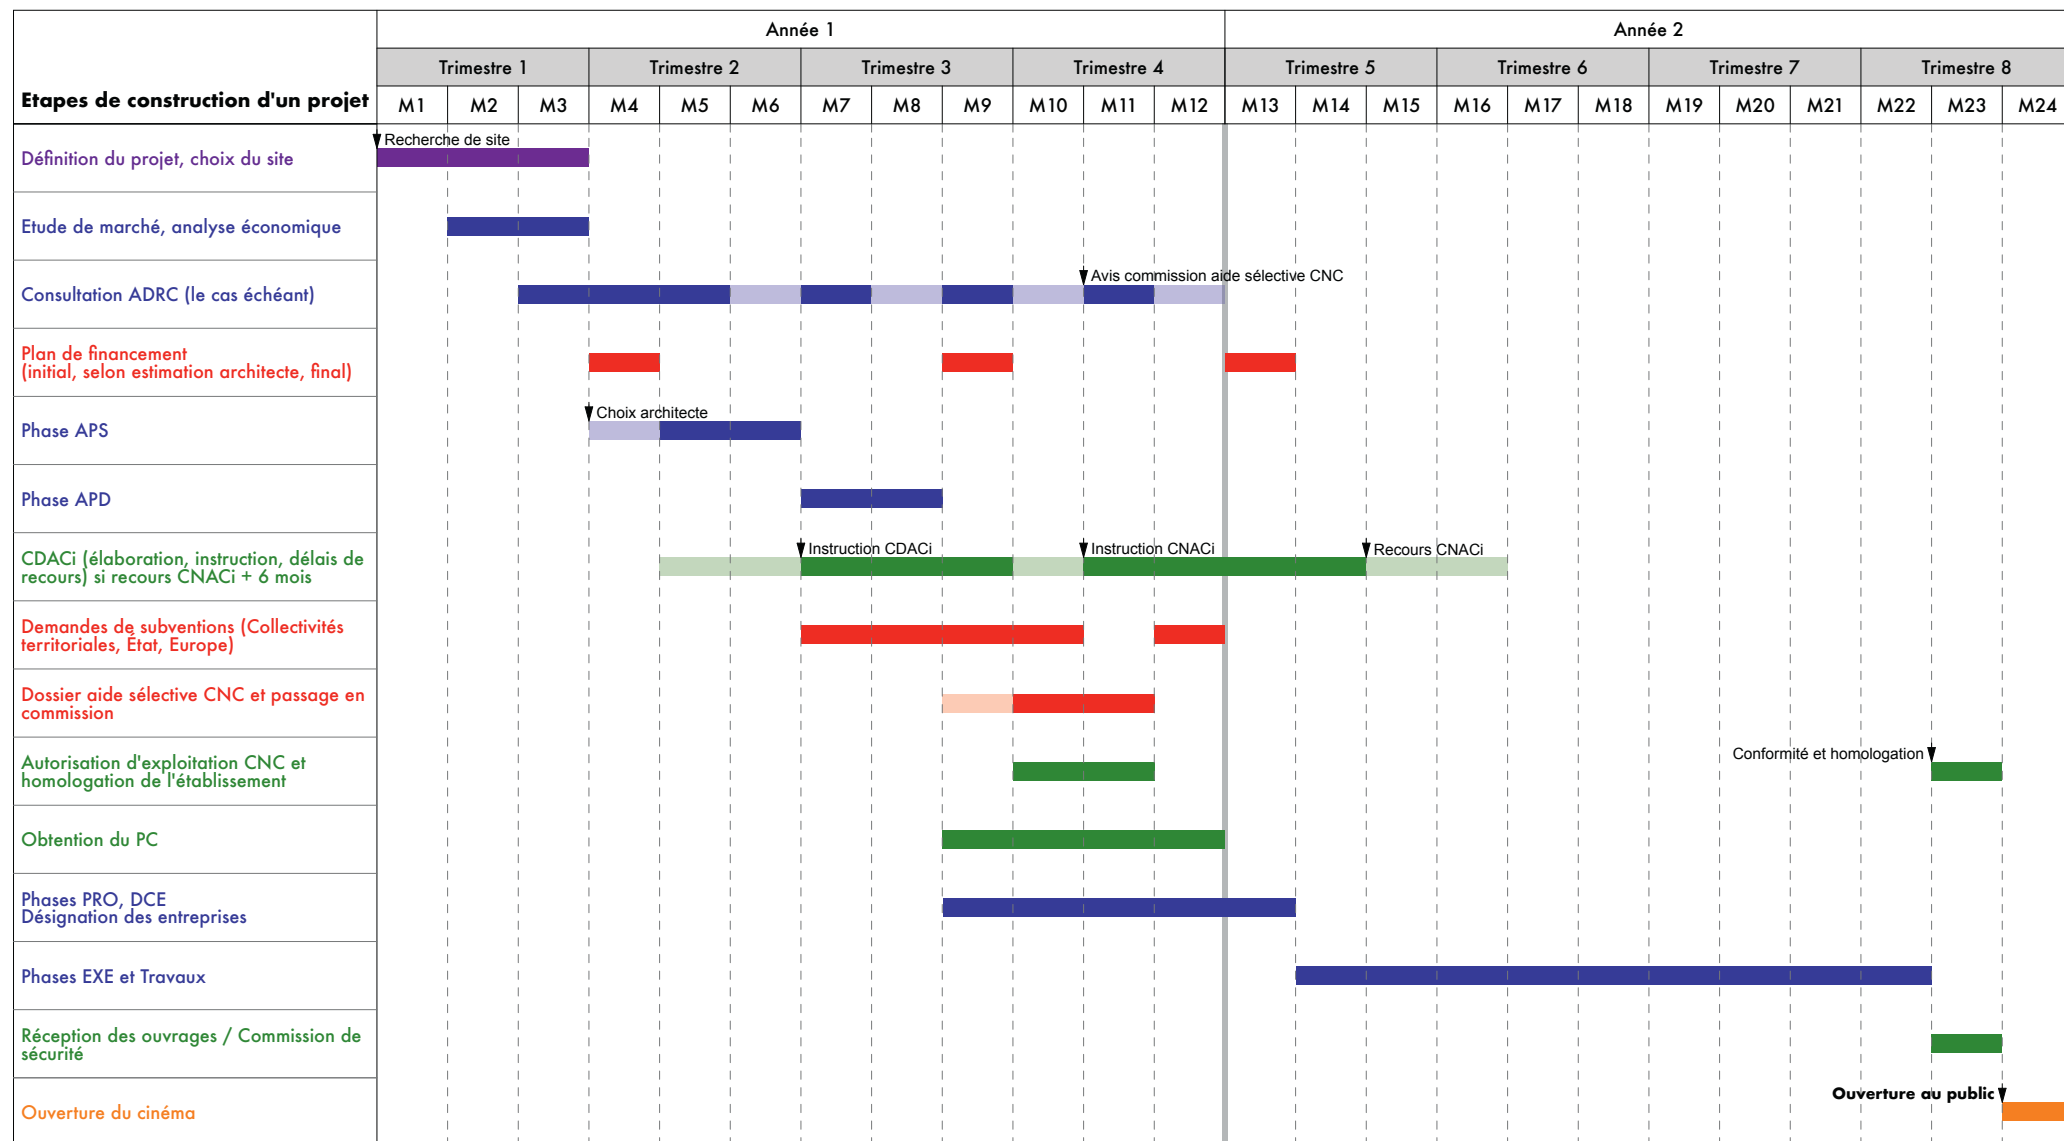 Année 1
Année 2
Trimestre 1
Trimestre 2
Trimestre 3
Trimestre 4
Trimestre 5
Trimestre 6
Trimestre 7
Trimestre 8
Etapes de construction d'un projet
M1
M2
M3
M4
M5
M6
M7
M8
M9
M10
M11
M12
M13
M14
M15
M16
M17
M18
M19
M20
M21
M22
M23
M24
Recherche de site
Définition du projet, choix du site
Etude de marché, analyse économique
Avis commission aide sélective CNC
Consultation ADRC (le cas échéant)
Plan de financement
(initial, selon estimation architecte, final)
Choix architecte
Phase APS
Phase APD
Instruction CDACi
Instruction CNACi
Recours CNACi
CDACi (élaboration, instruction, délais de
recours) si recours CNACi + 6 mois
Demandes de subventions (Collectivités
territoriales, État, Europe)
Dossier aide sélective CNC et passage en
commission
Conformité et homologation
Autorisation d'exploitation CNC et
homologation de l'établissement
Obtention du PC
Phases PRO, DCE
Désignation des entreprises
Phases EXE et Travaux
Réception des ouvrages / Commission de
sécurité
Ouverture au public
Ouverture du cinéma